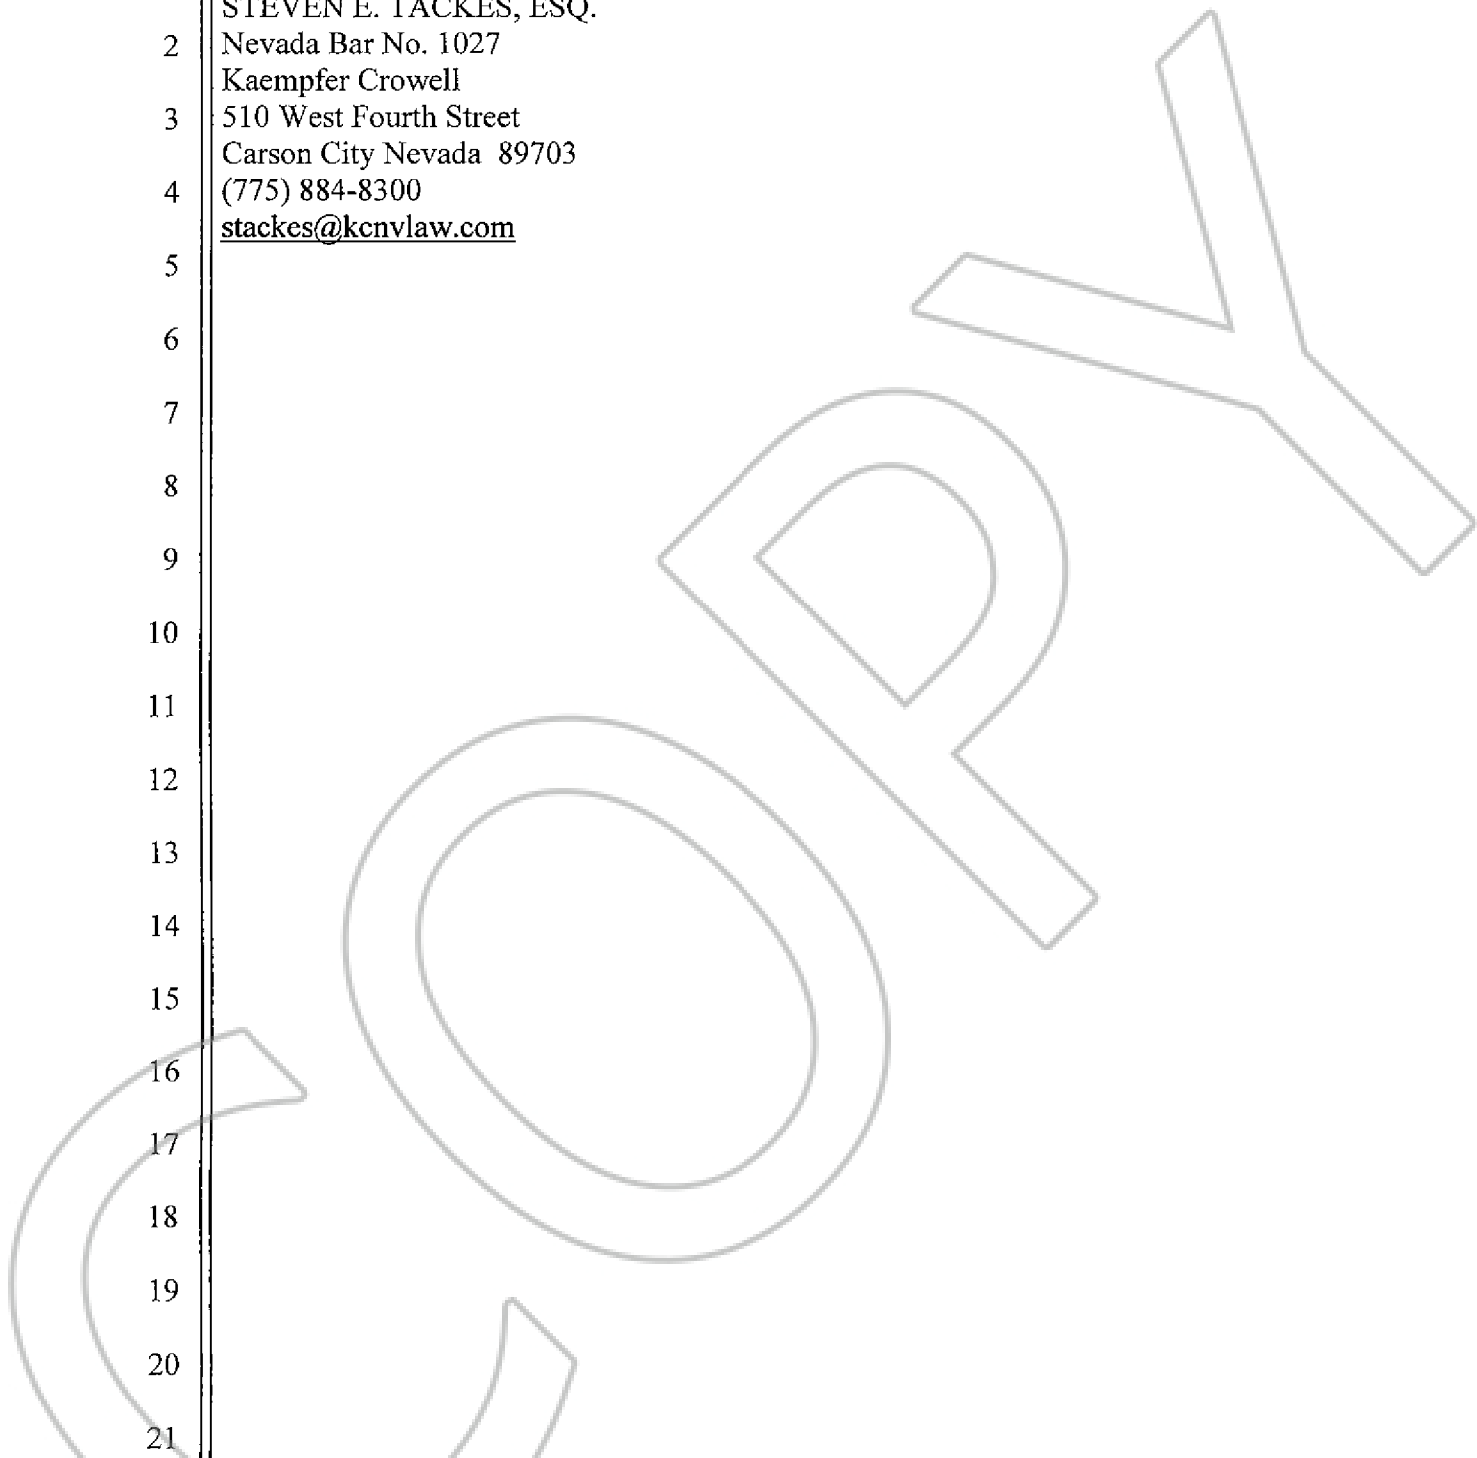 STEVEN E. TACKES, ESQ.
2 Nevada Bar No. 1027
Kaempfer Crowell
3 510 West Fourth Street
Carson City Nevada 89703
4 (775) 884-8300
stackes@kcnvlaw.com
5
6
7
8
9
10
11
12
13
14
15
16
17
18
19
20
21
COPY